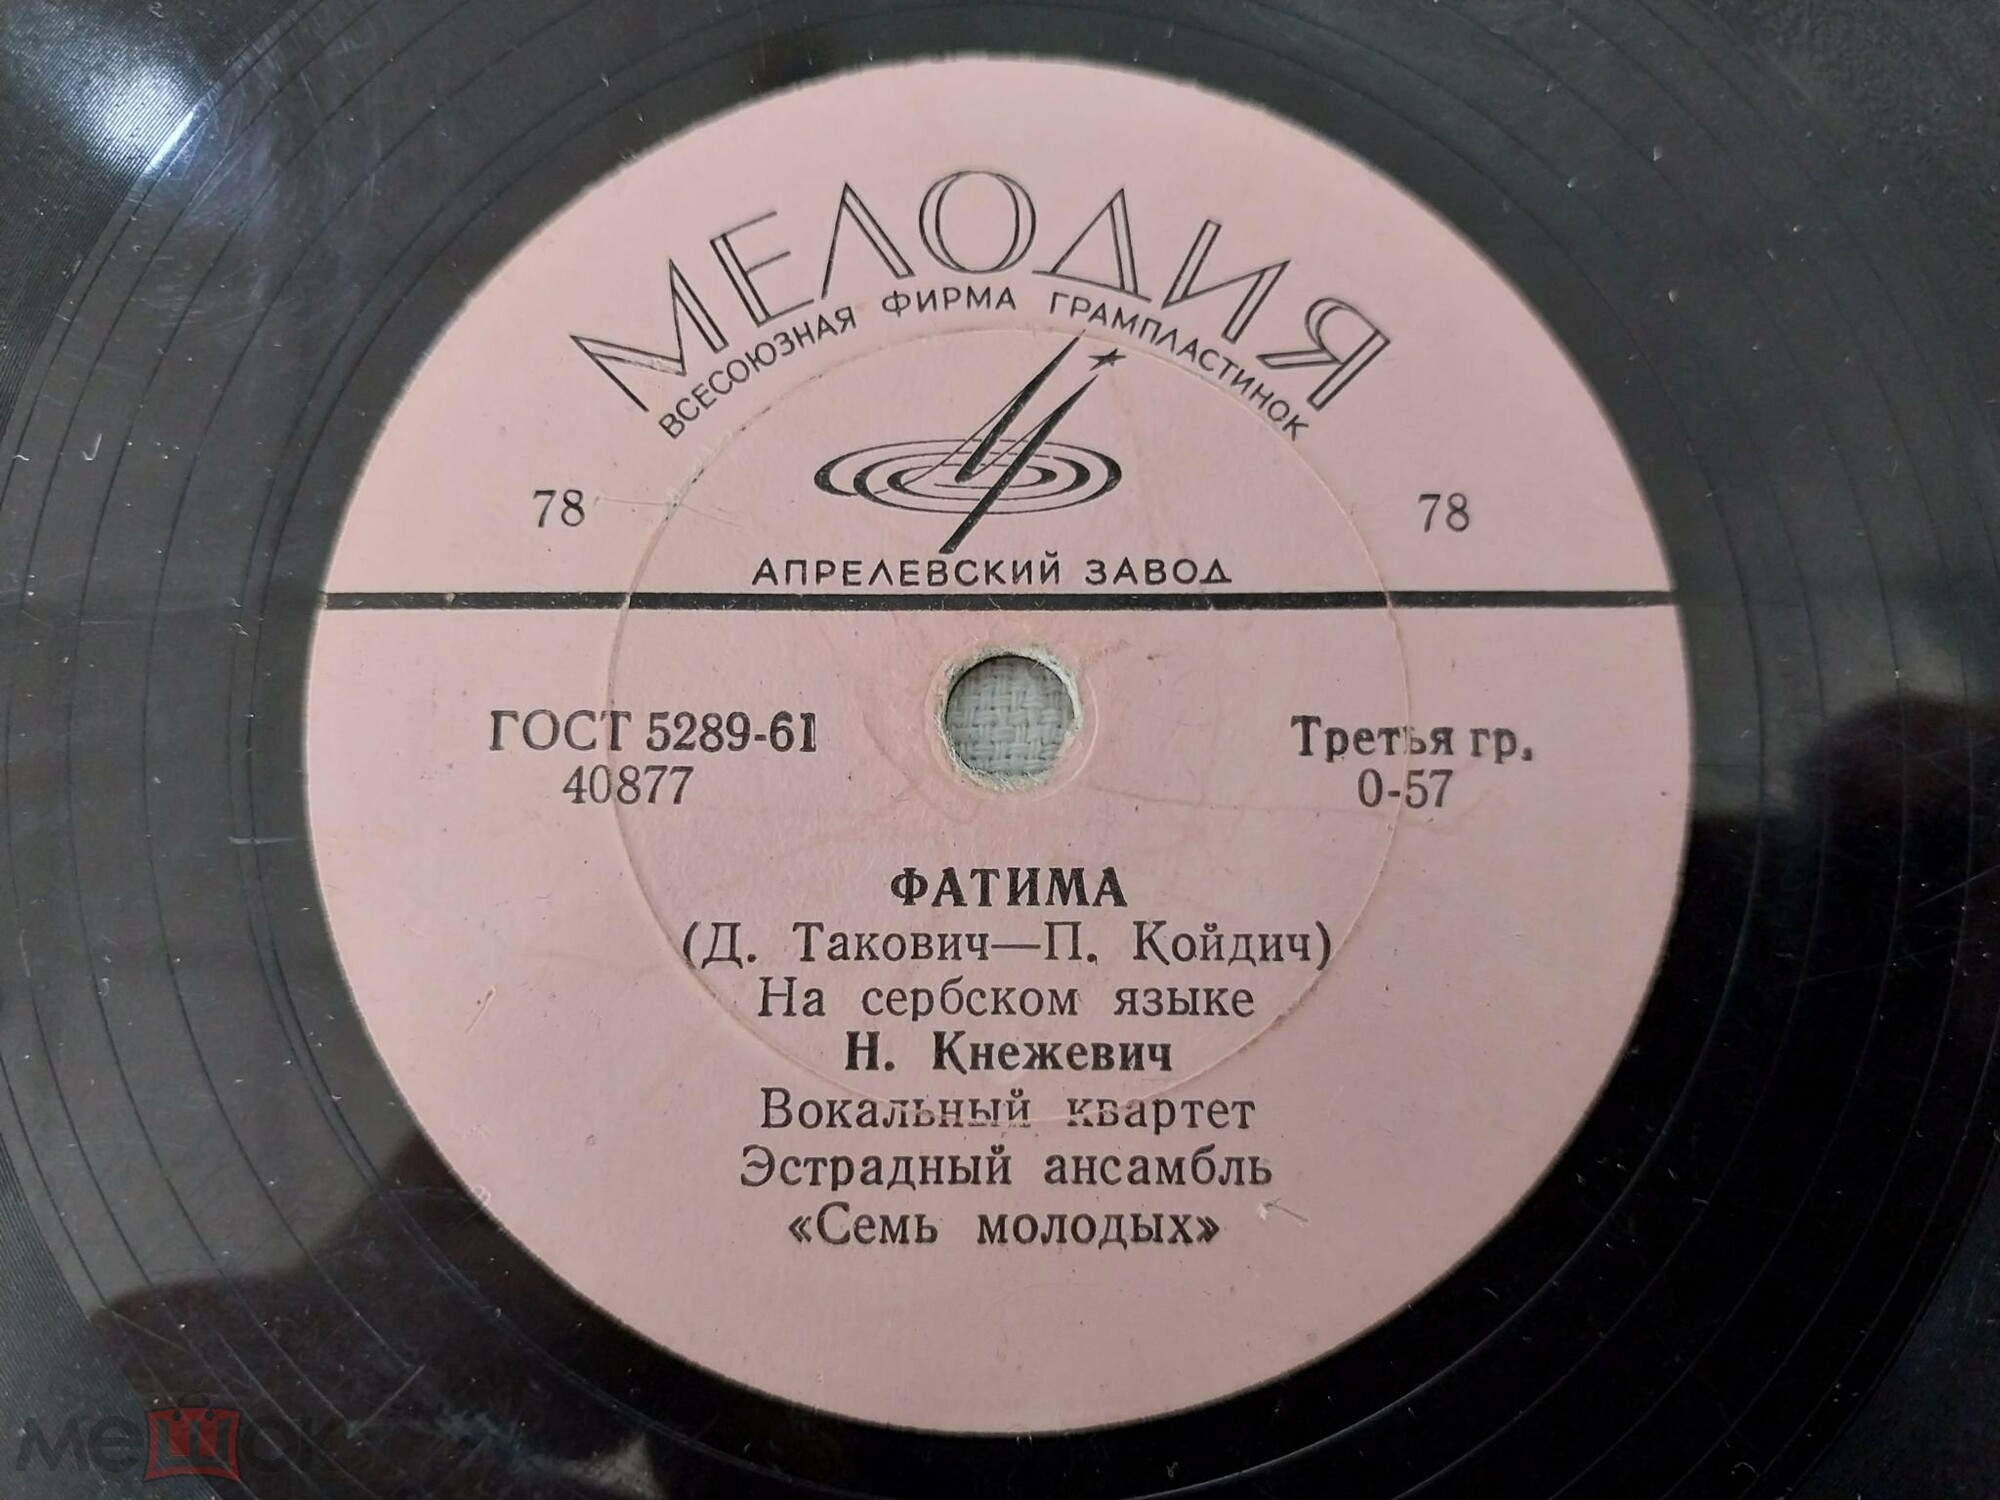 МЕЛОДИЯ
ВСЕСОЮЗНАЯ ФИРМА ГРАМПЛАСТИНОК
78 78
АПРЕЛЕВСКИЙ ЗАВОД
ГОСТ 5289-61 Третья гр.
40877 0-57
ФАТИМА
(Д. Такович—П. Койдич)
На сербском языке
Н. Кнежевич
Вокальный квартет
Эстрадный ансамбль
«Семь молодых»
мешок